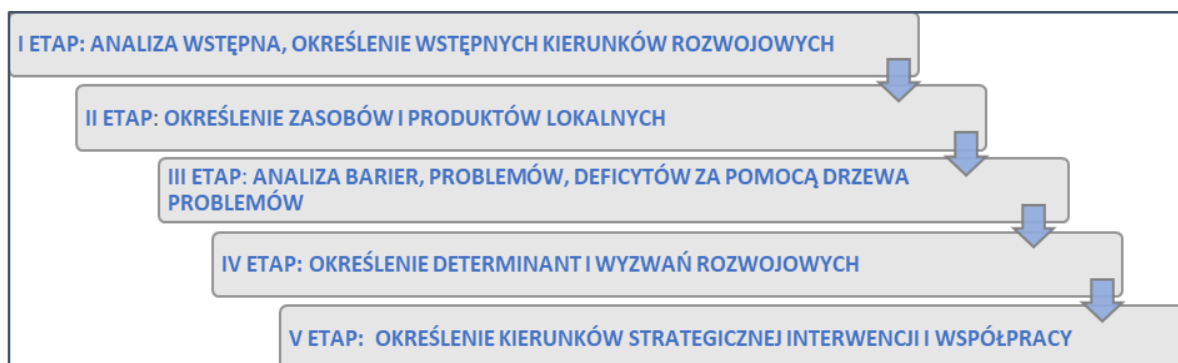 I ETAP: ANALIZA WSTĘPNA, OKREŚLENIE WSTĘPNYCH KIERUNKÓW ROZWOJOWYCH
II ETAP: OKREŚLENIE ZASOBÓW I PRODUKTÓW LOKALNYCH
III ETAP: ANALIZA BARIER, PROBLEMÓW, DEFICYTÓW ZA POMOCĄ DRZEWA
PROBLEMÓW
IV ETAP: OKREŚLENIE DETERMINANT I WYZWAŃ ROZWOJOWYCH
V ETAP: OKREŚLENIE KIERUNKÓW STRATEGICZNEJ INTERWENCJI I WSPÓŁPRACY